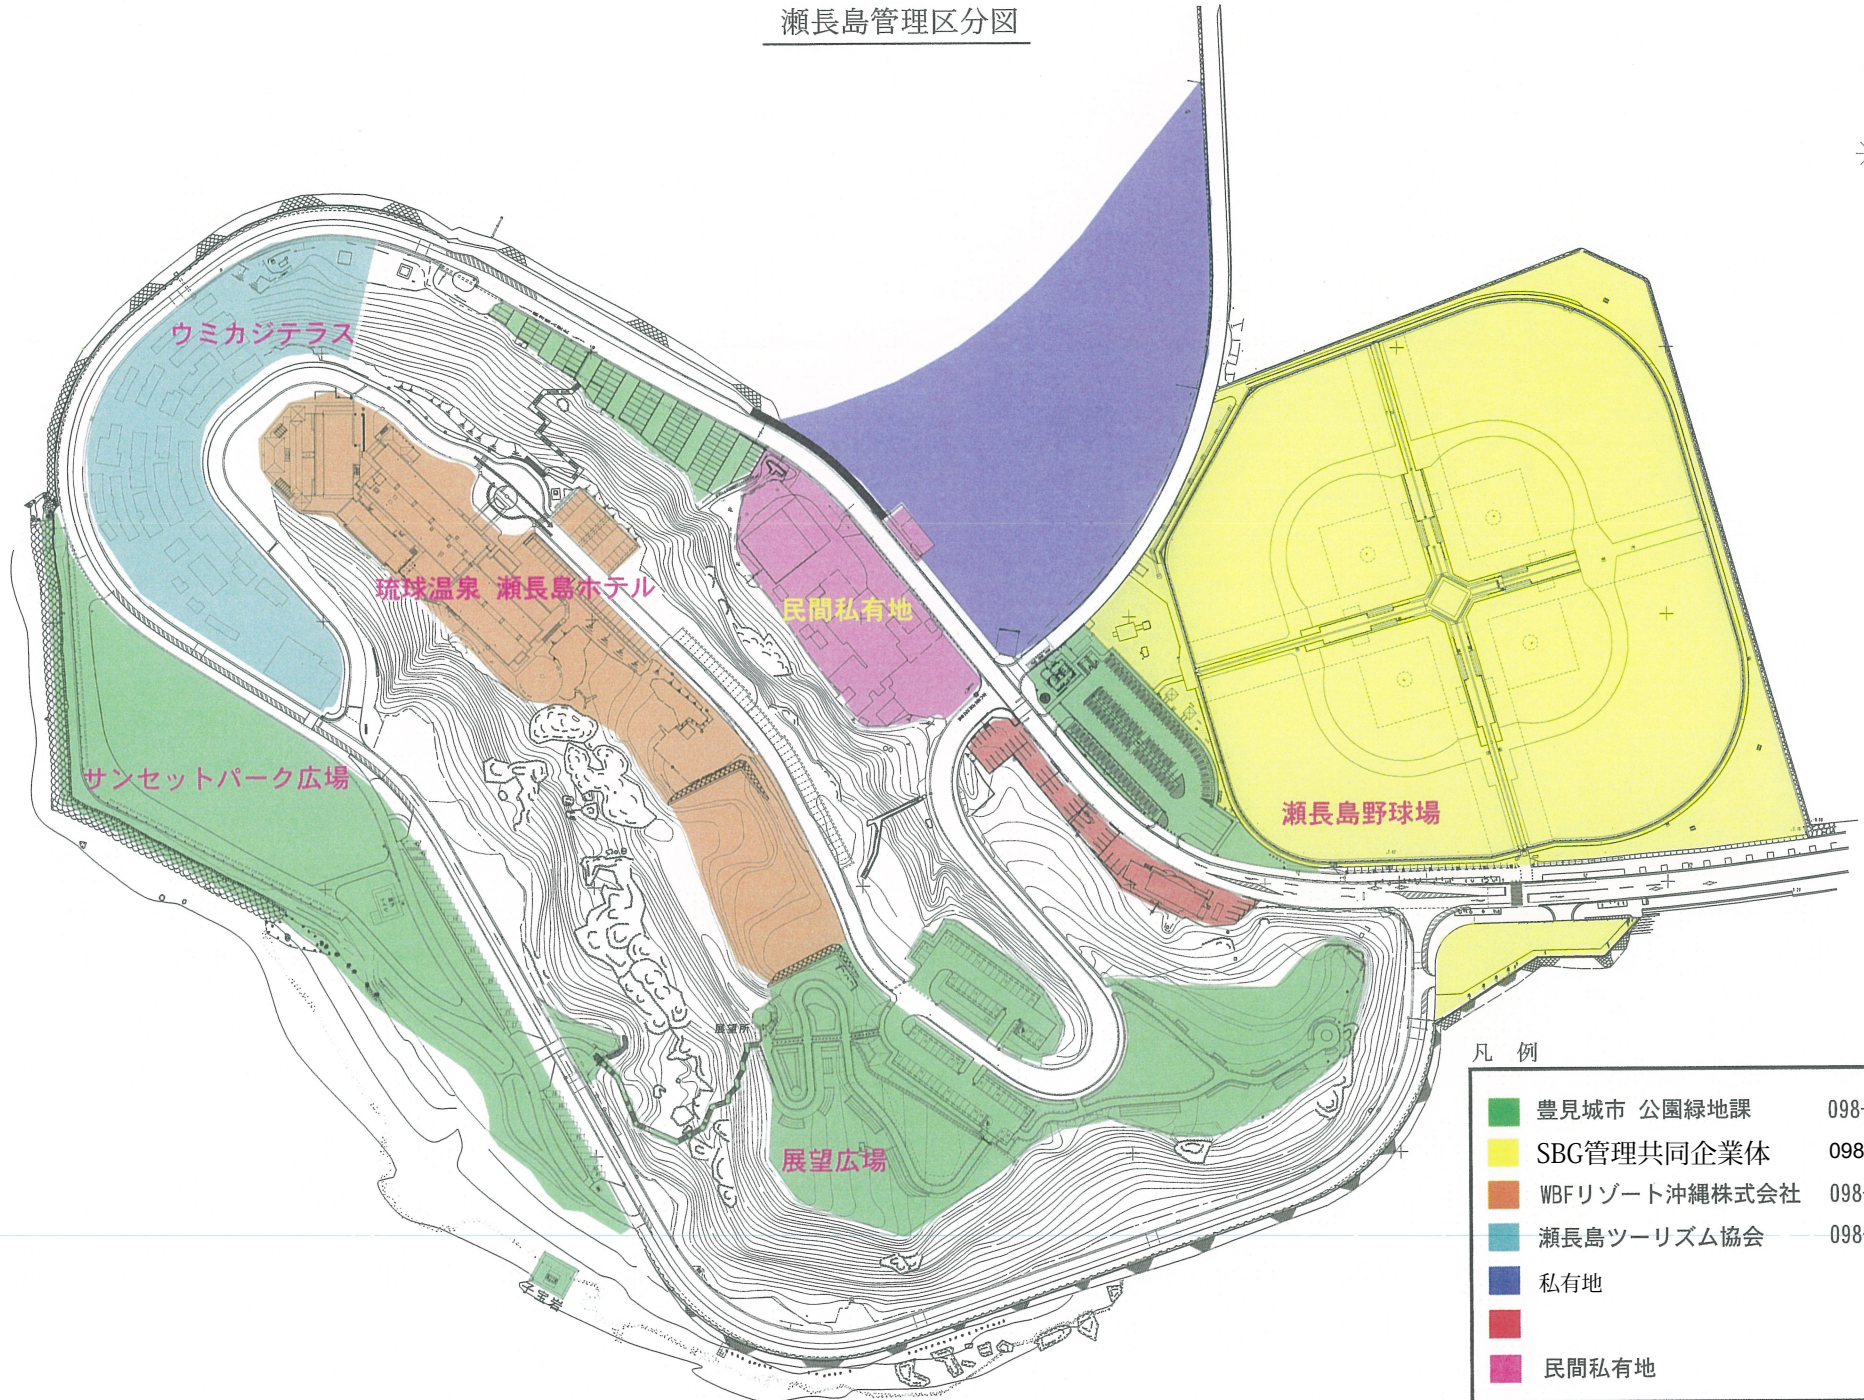 瀬長島管理区分図
ウミカジテラス
琉球温泉 瀬長島ホテル
民間私有地
サンセットパーク広場
瀬長島野球場
展望所
展望広場
子宝岩
凡 例
豊見城市 公園緑地課 098-
SBG管理共同企業体 098
WBFリゾート沖縄株式会社 098-
瀬長島ツーリズム協会 098-
私有地
民間私有地